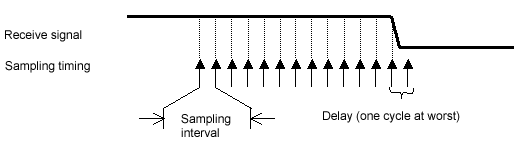 Receive signal
Sampling timing
Sampling
interval
Delay (one cycle at worst)